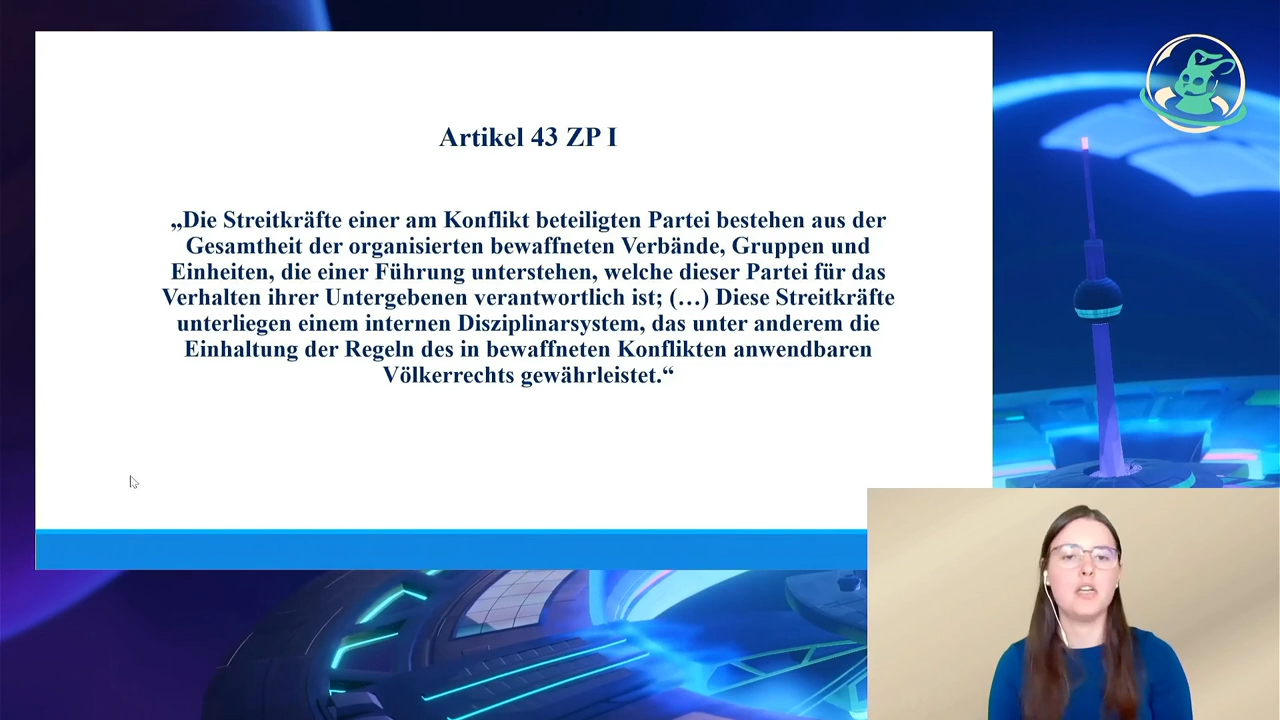 Artikel 43 ZP I
„Die Streitkräfte einer am Konflikt beteiligten Partei bestehen aus der
Gesamtheit der organisierten bewaffneten Verbände, Gruppen und
Einheiten, die einer Führung unterstehen, welche dieser Partei für das
Verhalten ihrer Untergebenen verantwortlich ist; (…) Diese Streitkräfte
unterliegen einem internen Disziplinarsystem, das unter anderem die
Einhaltung der Regeln des in bewaffneten Konflikten anwendbaren
Völkerrechts gewährleistet.“